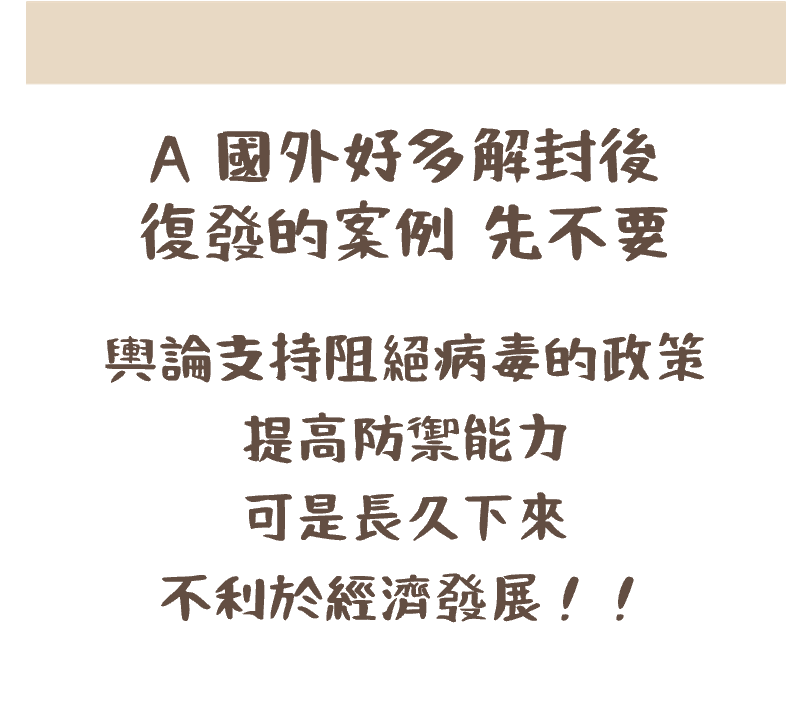 A 國外好多解封後
復發的案例 先不要
輿論支持阻絕病毒的政策
提高防禦能力
可是長久下來
不利於經濟發展！！